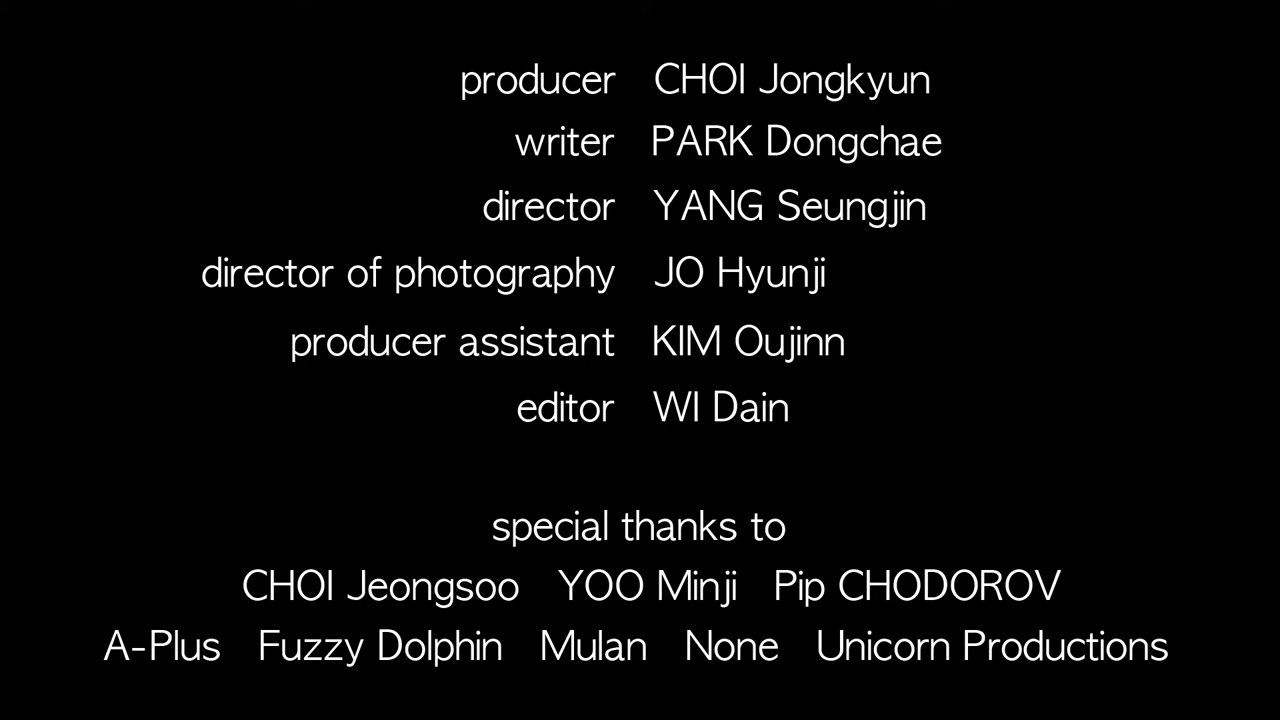 producer CHOI Jongkyun
writer PARK Dongchae
director YANG Seungjin
director of photography JO Hyunji
producer assistant KIM Oujinn
editor WI Dain
special thanks to
CHOI Jeongsoo YOO Minji Pip CHODOROV
A-Plus Fuzzy Dolphin Mulan None Unicorn Productions